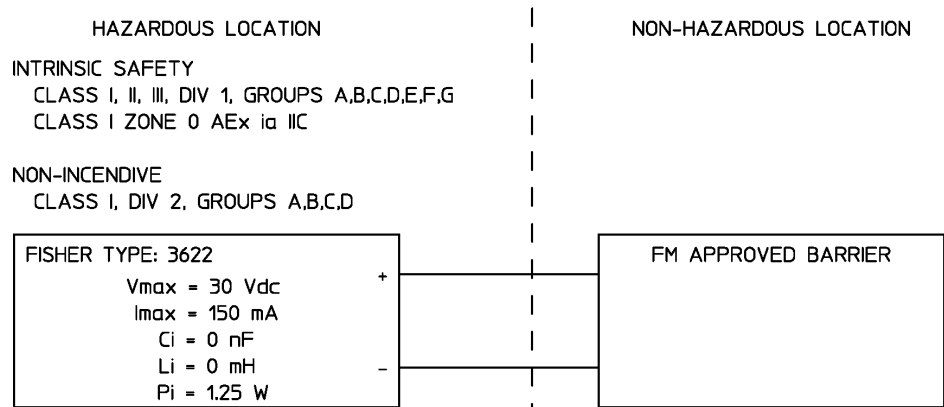 HAZARDOUS LOCATION
NON-HAZARDOUS LOCATION
INTRINSIC SAFETY
CLASS I, II, III, DIV 1, GROUPS A,B,C,D,E,F,G
CLASS I ZONE 0 AEx ia IIC
NON-INCENDIVE
CLASS I, DIV 2, GROUPS A,B,C,D
FISHER TYPE: 3622
Vmax = 30 Vdc
Imax = 150 mA
Ci = 0 nF
Li = 0 mH
Pi = 1.25 W
+
-
FM APPROVED BARRIER